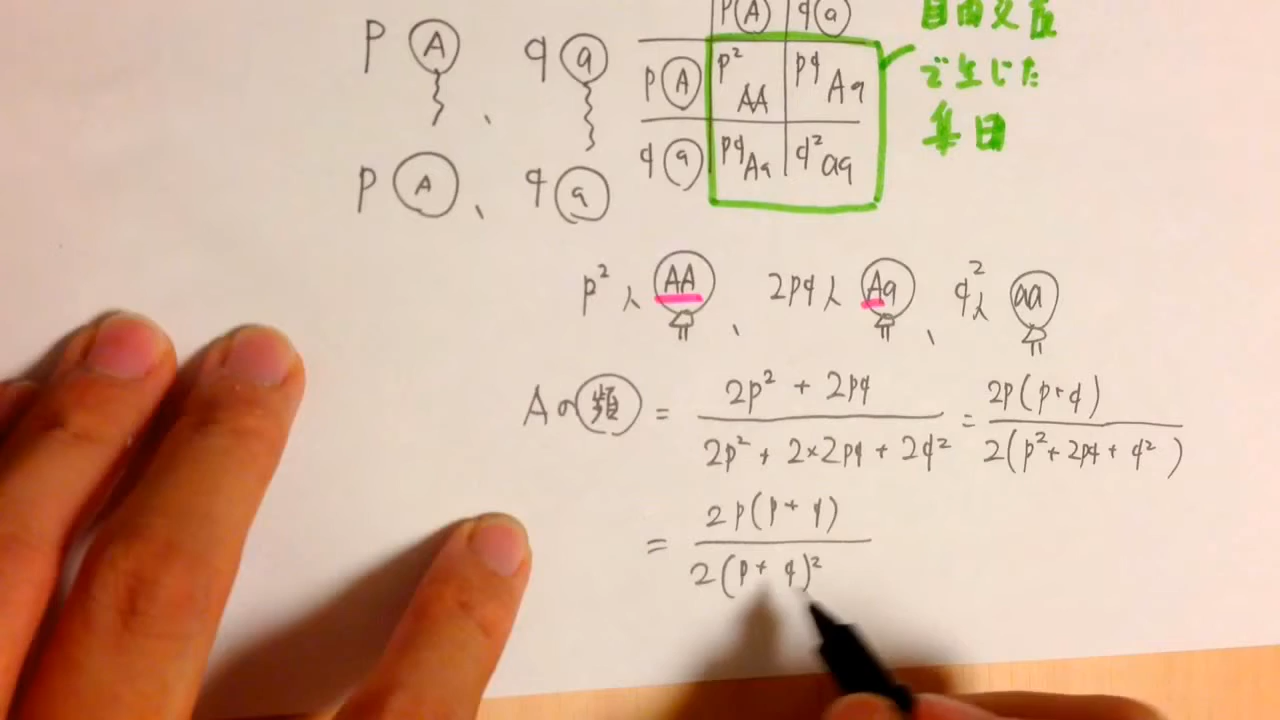 P(A) q(a)
p A 、 q a
p(A) p² AA pq Aa
q(a) pq Aa q² aa
自由交配
で生じた
集団
p A 、 q a
p²人 AA 、 2pq人 Aa 、 q²人 aa
Aの頻 = (2p² + 2pq)/(2p² + 2×2pq + 2q²) = 2p(p+q)/2(p² + 2pq + q²)
= 2p(p+q)/2(p+q)²